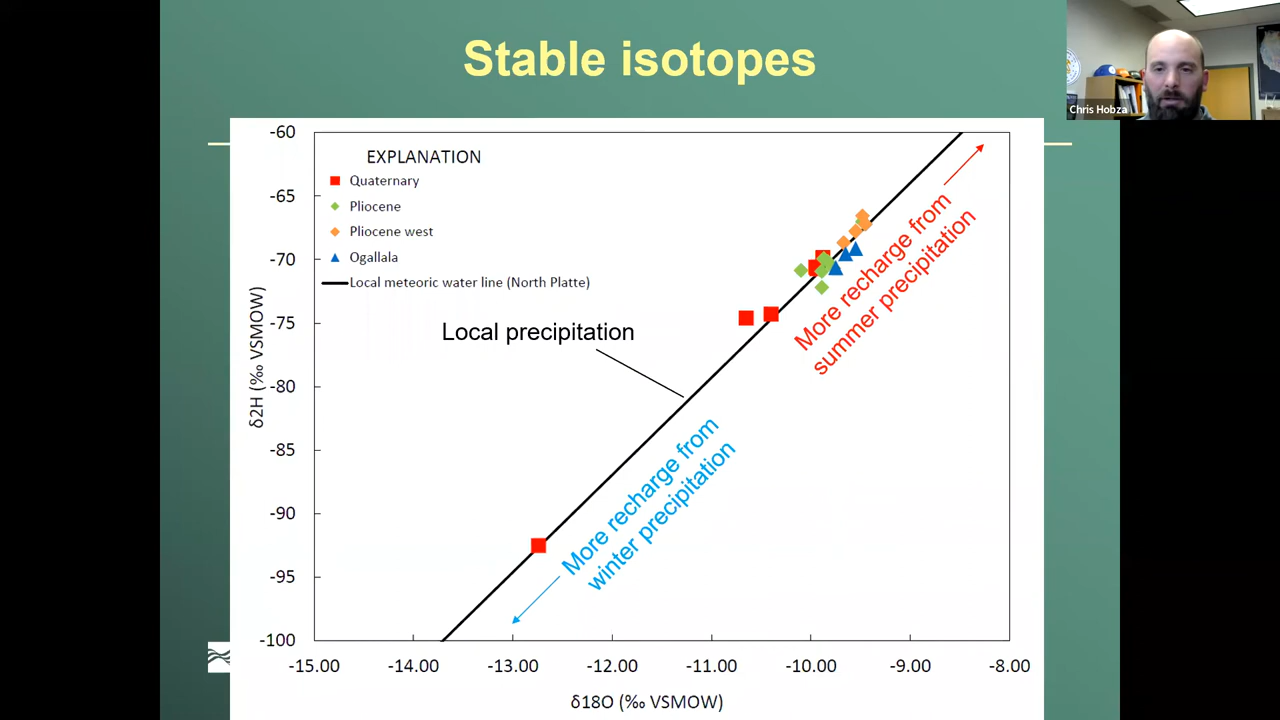 Stable isotopes
Chris Hobza
-60
-65
-70
-75
-80
-85
-90
-95
-100
δ2H (‰ VSMOW)
EXPLANATION
Quaternary
Pliocene
Pliocene west
Ogallala
Local meteoric water line (North Platte)
Local precipitation
More recharge from
summer precipitation
More recharge from
winter precipitation
-15.00 -14.00 -13.00 -12.00 -11.00 -10.00 -9.00 -8.00
δ18O (‰ VSMOW)